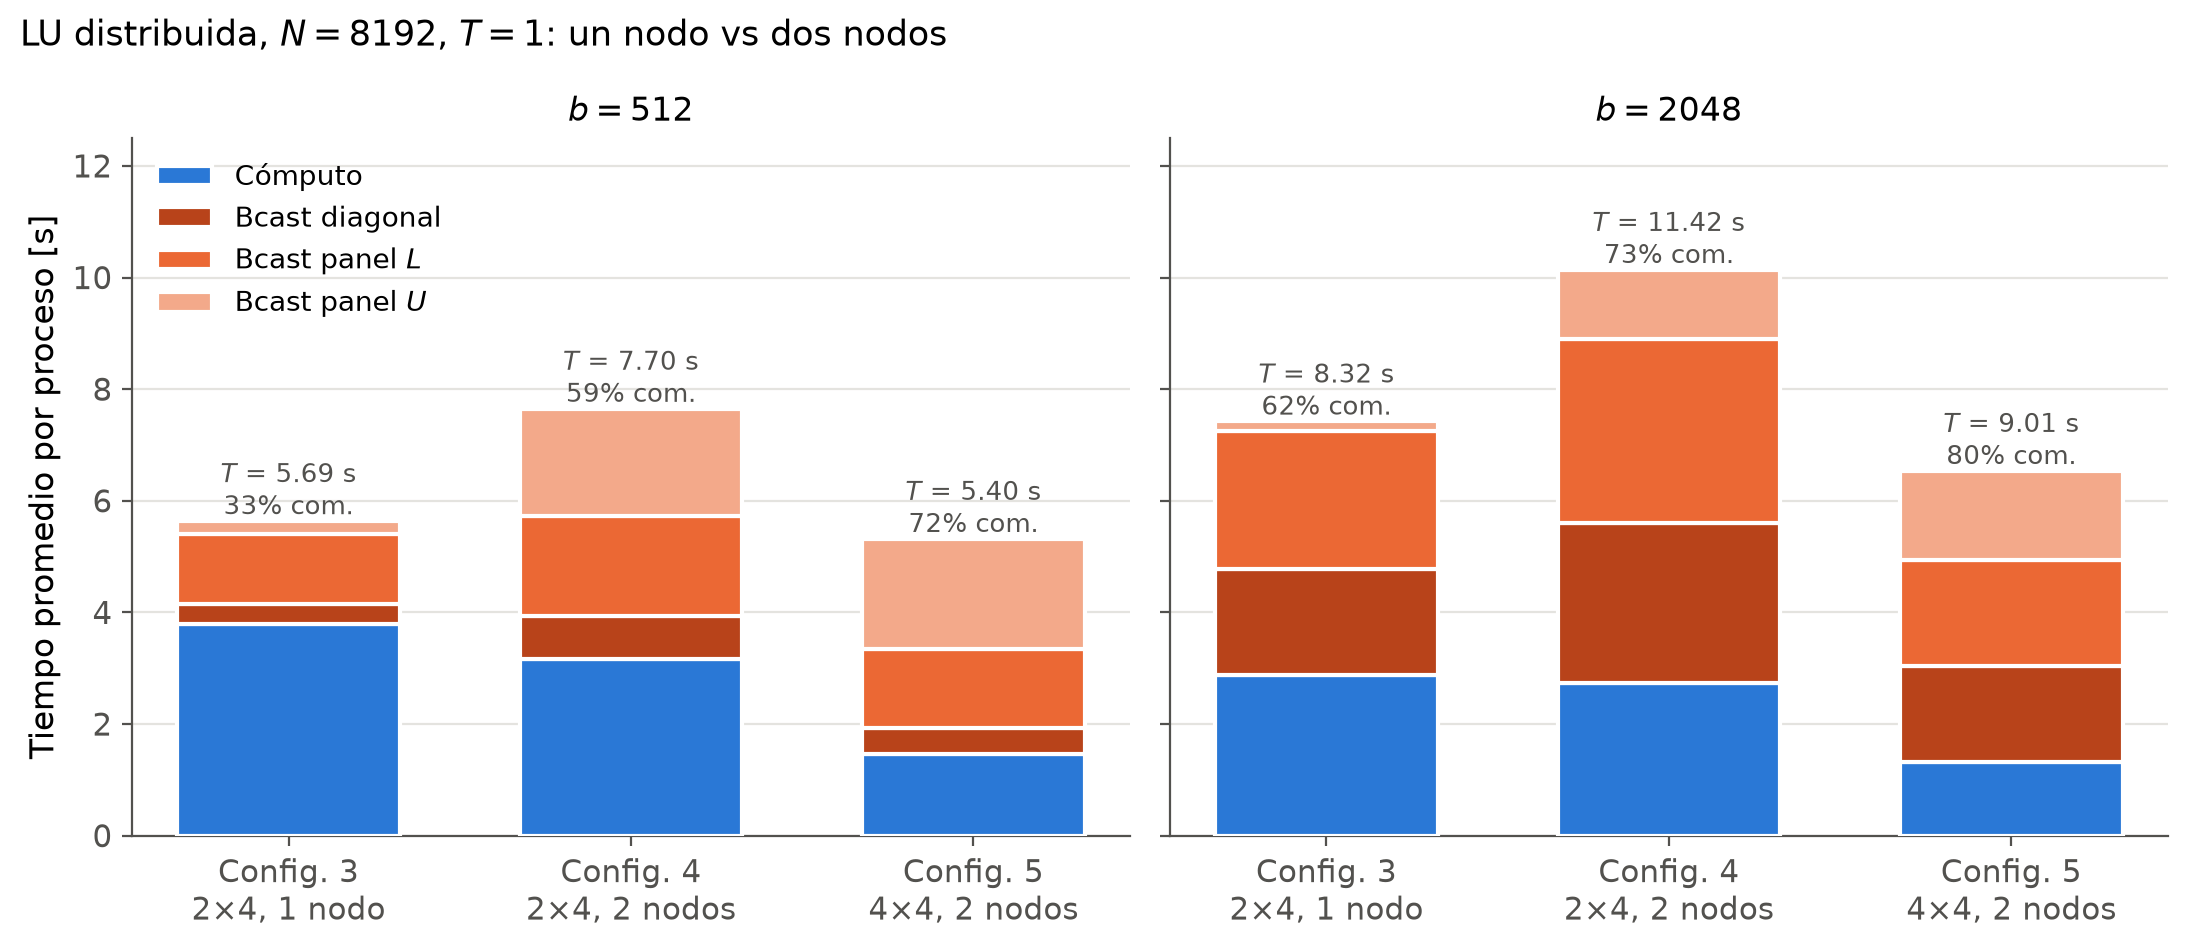 LU distribuida, N = 8192, T = 1: un nodo vs dos nodos
b = 512
b = 2048
Tiempo promedio por proceso [s]
12
10
8
6
4
2
0
Cómputo
Bcast diagonal
Bcast panel L
Bcast panel U
T = 5.69 s
33% com.
T = 7.70 s
59% com.
T = 5.40 s
72% com.
T = 8.32 s
62% com.
T = 11.42 s
73% com.
T = 9.01 s
80% com.
Config. 3
2×4, 1 nodo
Config. 4
2×4, 2 nodos
Config. 5
4×4, 2 nodos
Config. 3
2×4, 1 nodo
Config. 4
2×4, 2 nodos
Config. 5
4×4, 2 nodos